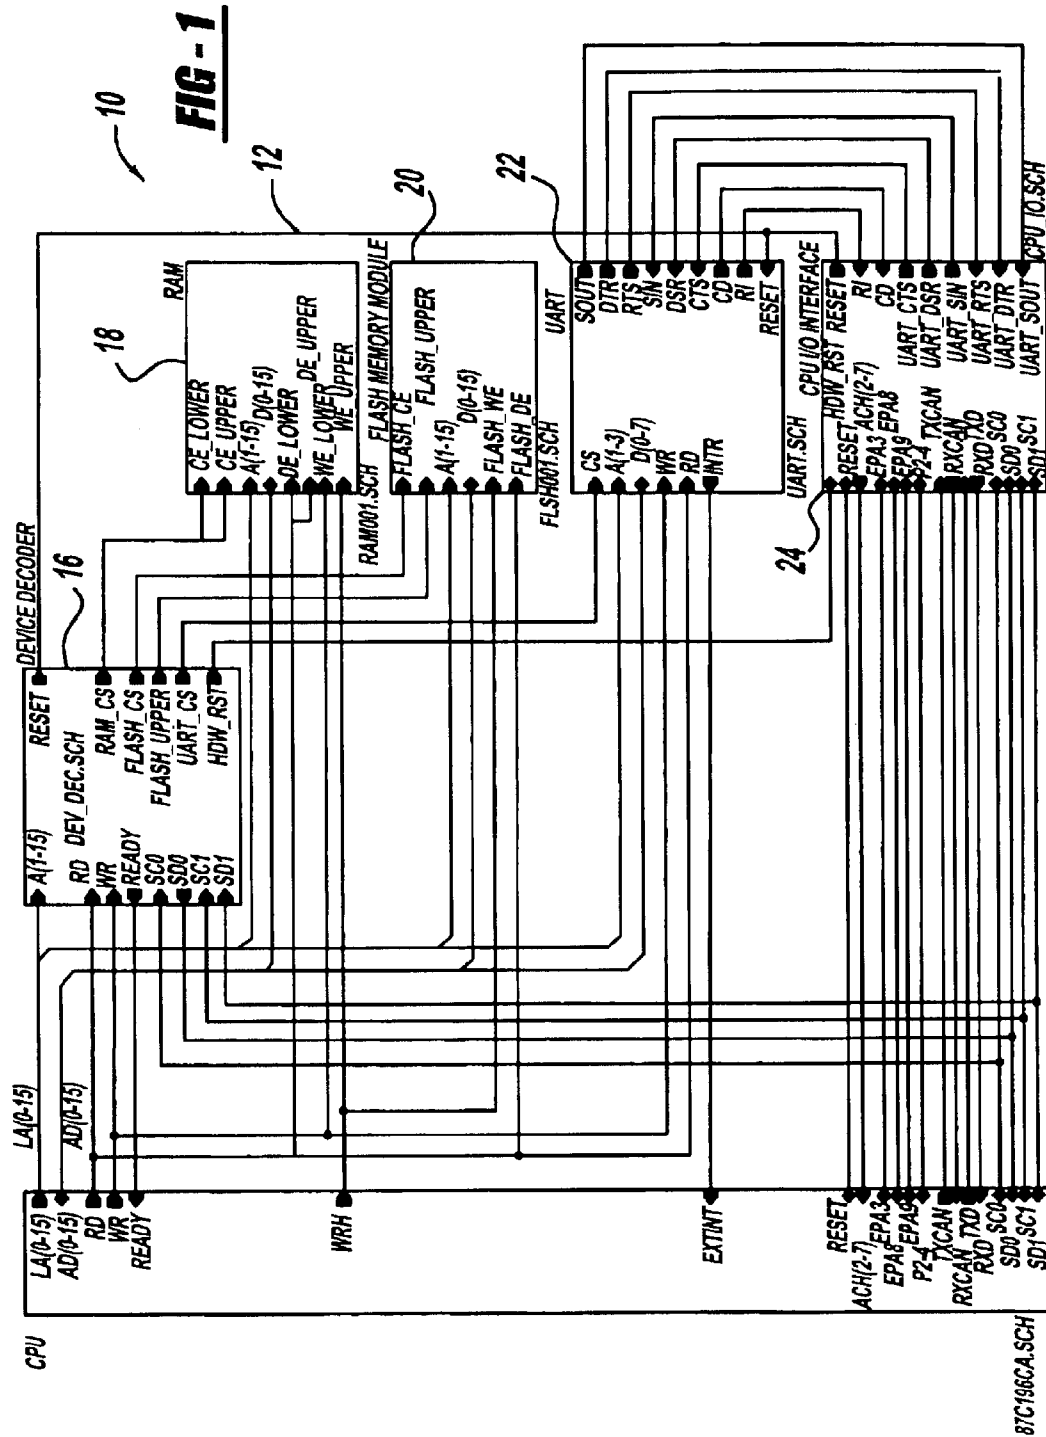 FIG - 1
10
12
CPU
87C196CA.SCH
LA(0-15)
AD(0-15)
RD
WR
READY
WRH
EXTINT
RESET
ACH(2-7)
EPA3
EPA8
EPA9
P2-4
TXCAN
RXCAN
TXD
RXD
SC0
SD0
SC1
SD1
LA(0-15)
AD(0-15)
DEVICE DECODER
16
A(1-15)
RD
DEV_DEC.SCH
WR
READY
SC0
SD0
SC1
SD1
RESET
RAM_CS
FLASH_CS
FLASH_UPPER
UART_CS
HDW_RST
18
RAM
CE_LOWER
CE_UPPER
A(1-15)
D(0-15)
DE_LOWER
DE_UPPER
WE_LOWER
WE_UPPER
RAM001.SCH
20
FLASH MEMORY MODULE
FLASH_CE
FLASH_UPPER
A(1-15)
D(0-15)
FLASH_WE
FLASH_DE
FLSH001.SCH
22
UART
CS
A(1-3)
D(0-7)
WR
RD
INTR
SOUT
DTR
RTS
SIN
DSR
CTS
CD
RI
RESET
UART.SCH
24
CPU I/O INTERFACE
HDW_RST
RESET
RESET
ACH(2-7)
EPA3
EPA8
EPA9
P2-4
TXCAN
RXCAN
TXD
RXD
SC0
SD0
SC1
SD1
RI
CD
UART_CTS
UART_DSR
UART_SIN
UART_RTS
UART_DTR
UART_SOUT
CPU_IO.SCH